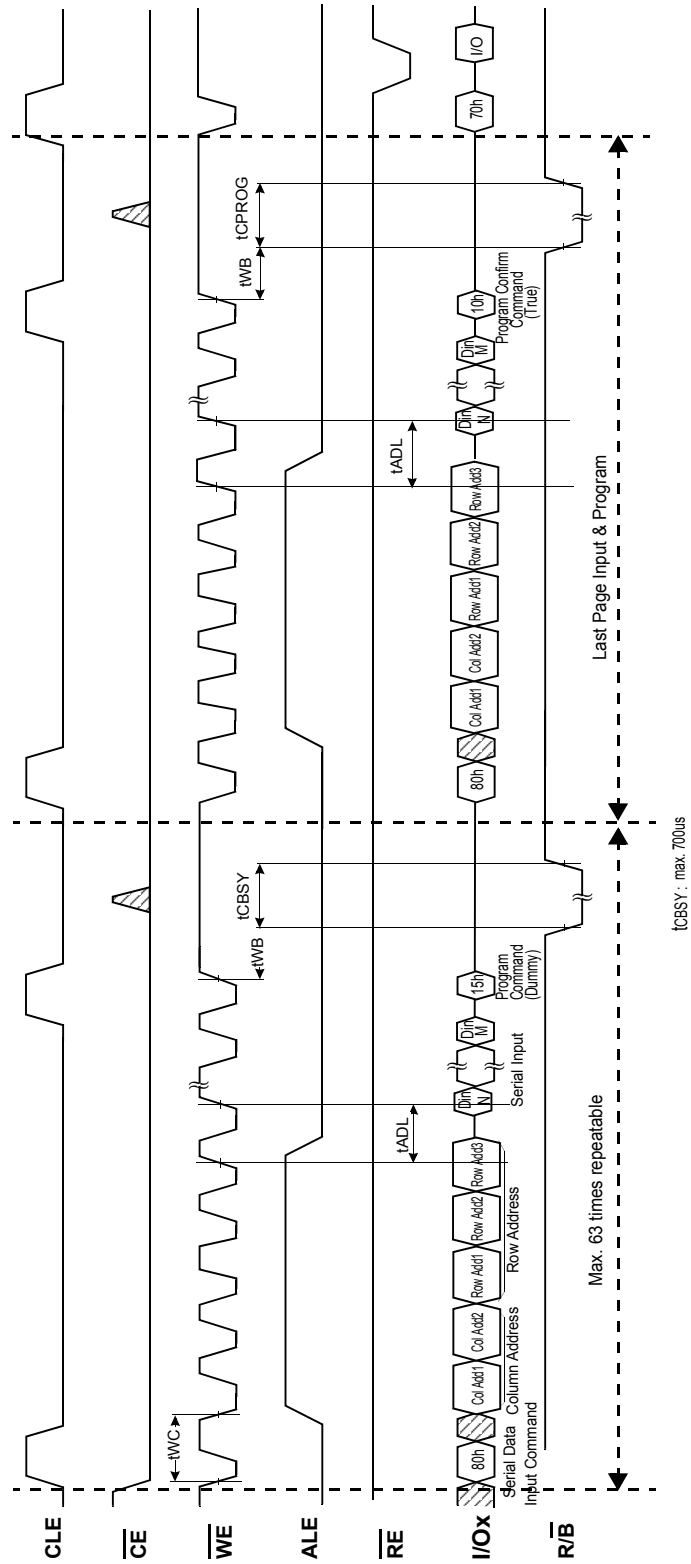 CLE
CE
WE
tWC
tWB
tCBSY
tWB
tCPROG
ALE
RE
tADL
tADL
I/Ox
80h
Col Add1
Col Add2
Row Add1
Row Add2
Row Add3
Din
N
Din
M
15h
80h
Col Add1
Col Add2
Row Add1
Row Add2
Row Add3
Din
N
Din
M
10h
70h
I/O
Serial Data
Input Command
Column Address
Row Address
Serial Input
Program
Command
(Dummy)
Program Confirm
Command
(True)
R/B
Max. 63 times repeatable
Last Page Input & Program
tCBSY : max. 700us